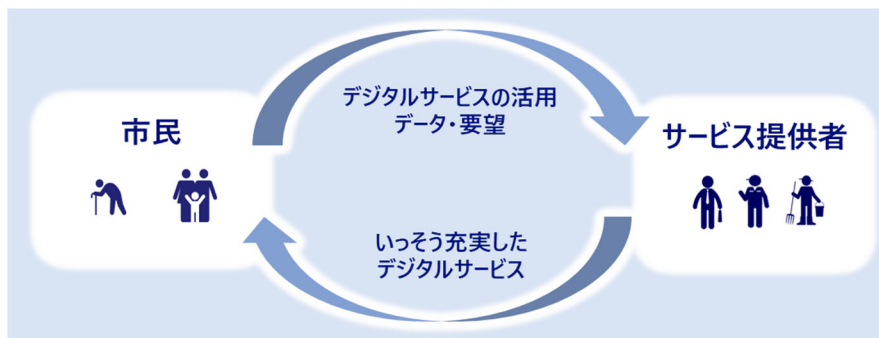 デジタルサービスの活用
データ・要望
市民
サービス提供者
いっそう充実した
デジタルサービス